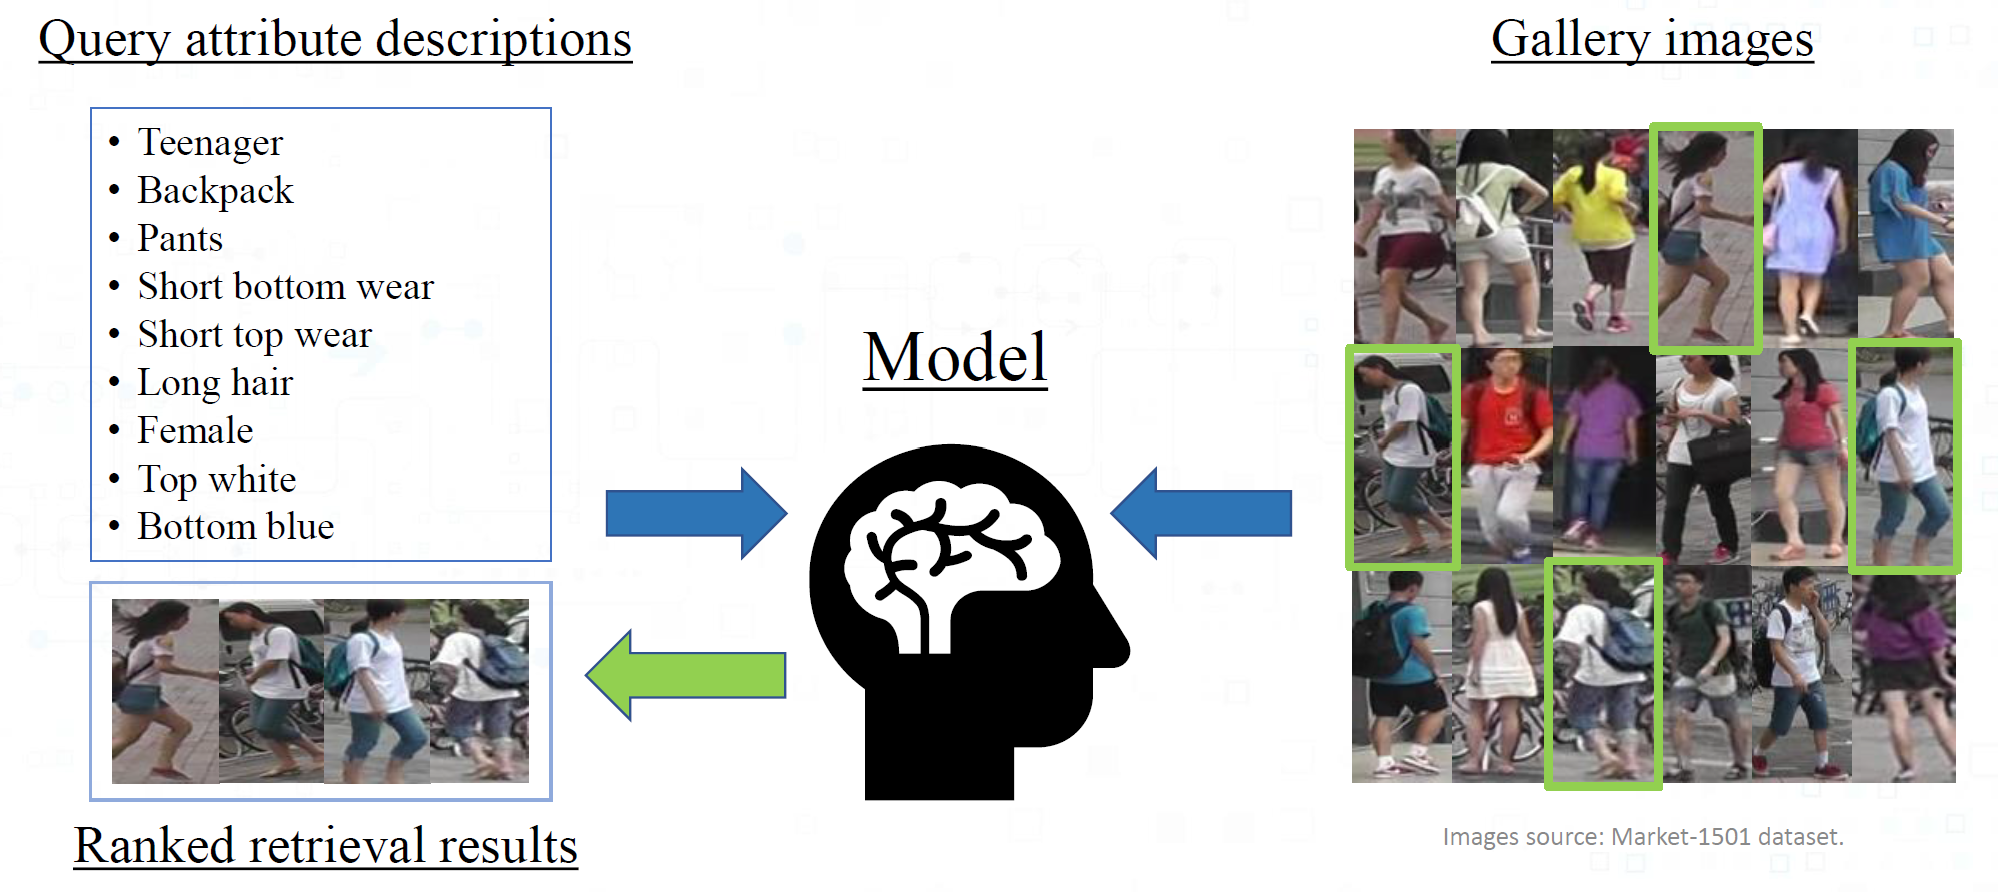 Query attribute descriptions
Gallery images
• Teenager
• Backpack
• Pants
• Short bottom wear
• Short top wear
• Long hair
• Female
• Top white
• Bottom blue
Model
Ranked retrieval results
Images source: Market-1501 dataset.